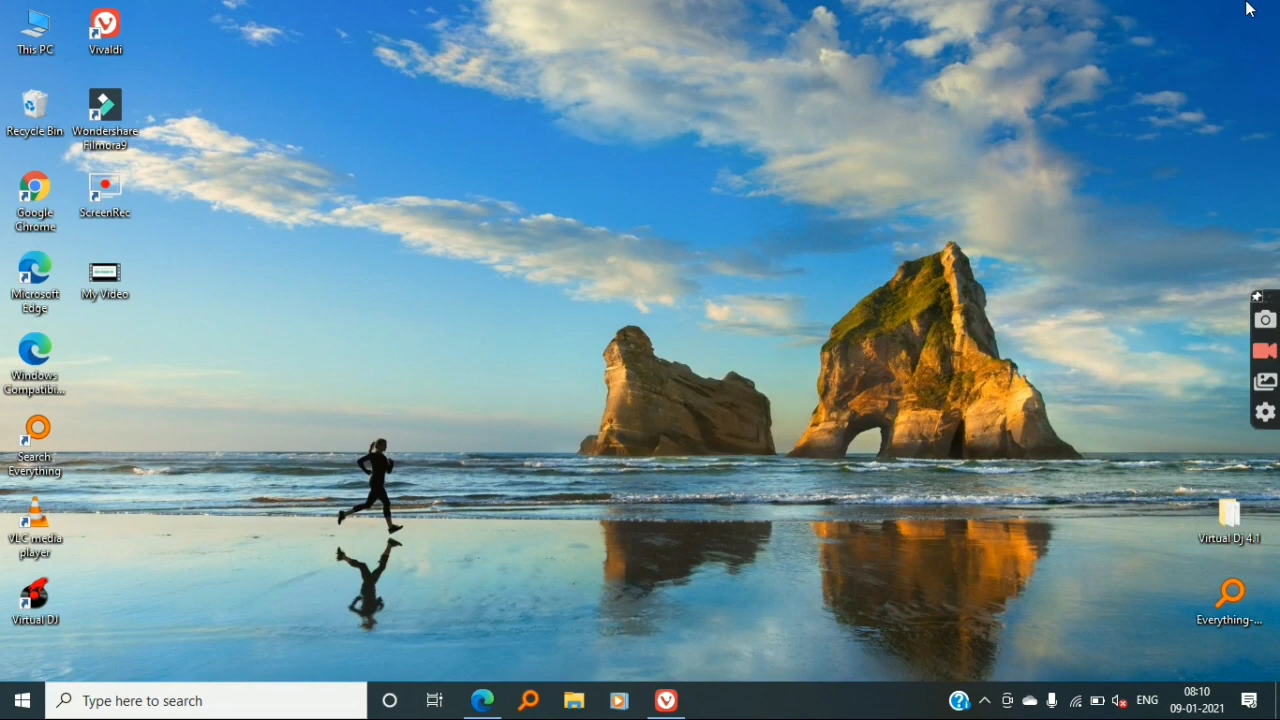 This PC
Vivaldi
Recycle Bin
Wondershare
Filmora9
Google
Chrome
ScreenRec
Microsoft
Edge
My Video
Windows
Compatibi...
Search
Everything
VLC media
player
Virtual DJ
Virtual Dj 4.1
Everything-...
Type here to search
ENG
08:10
09-01-2021